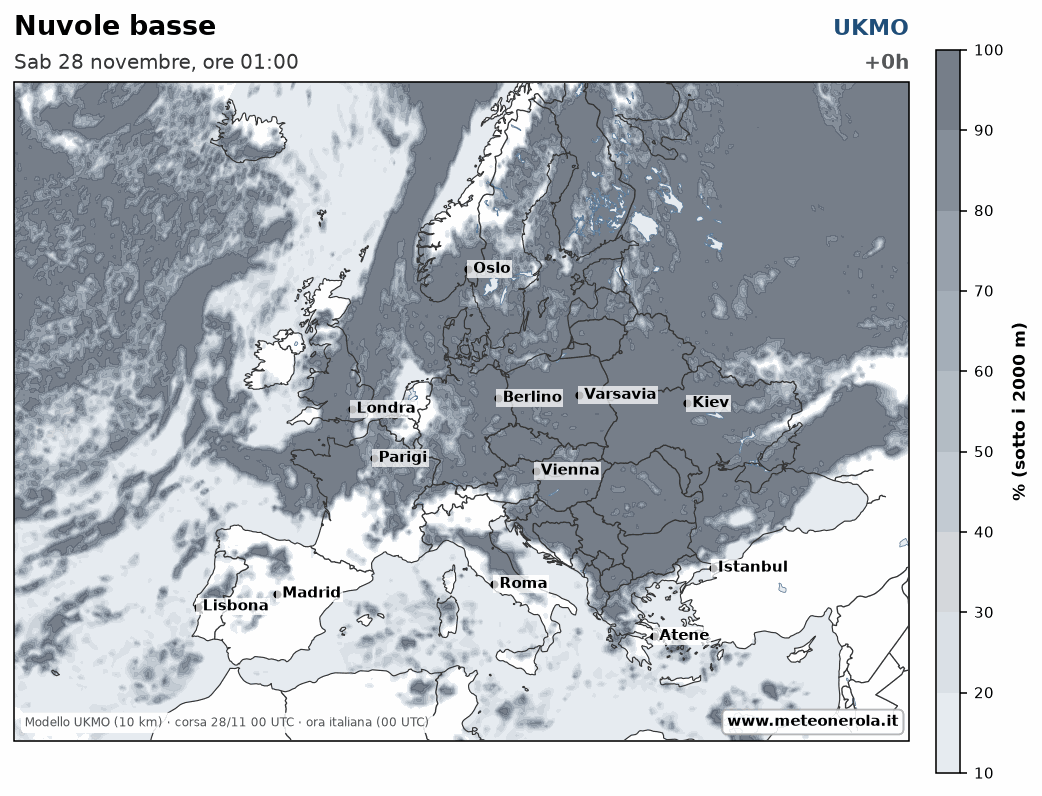 Nuvole basse
UKMO
Sab 28 novembre, ore 01:00
+0h
Oslo
Londra
Berlino
Varsavia
Kiev
Parigi
Vienna
Istanbul
Roma
Madrid
Lisbona
Atene
Modello UKMO (10 km) · corsa 28/11 00 UTC · ora italiana (00 UTC)
www.meteonerola.it
100
90
80
70
60
50
40
30
20
10
% (sotto i 2000 m)